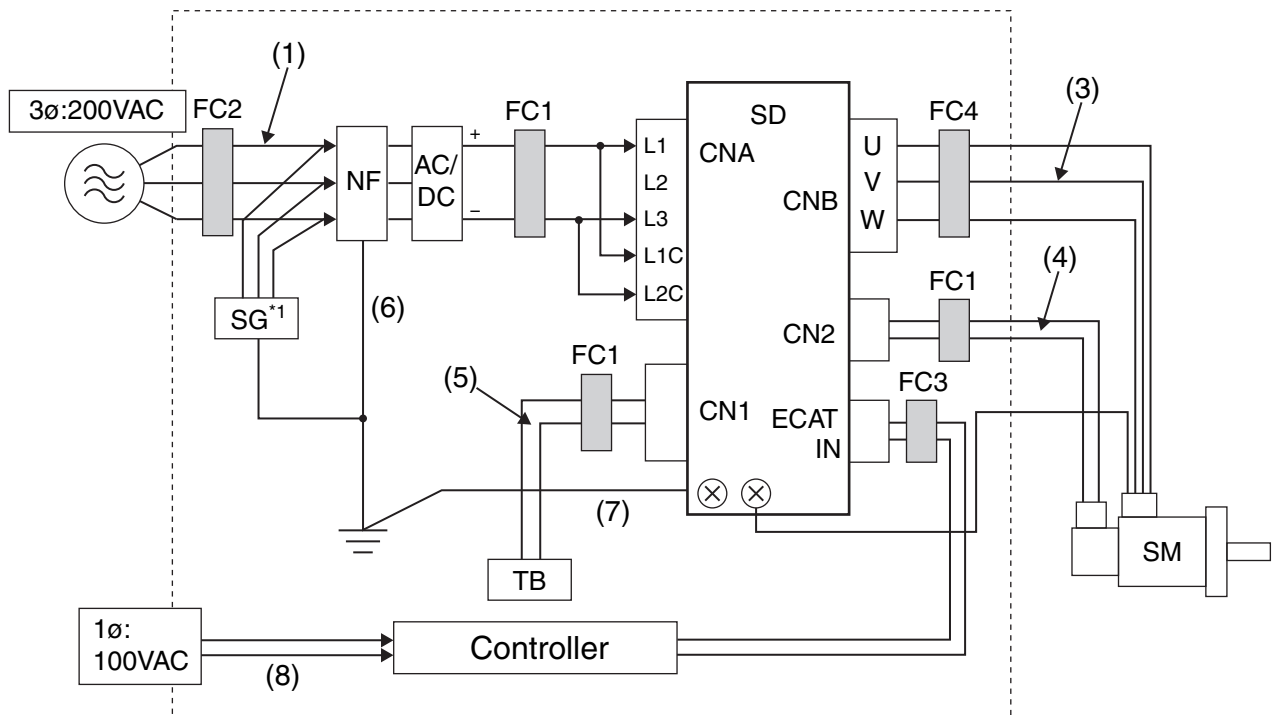 (1)
3ø:200VAC
FC2
FC1
SD
FC4
(3)
+
L1
CNA
U
NF
AC/
DC
L2
V
CNB
−
L3
W
L1C
(6)
L2C
SG*1
CN2
FC1
(4)
FC1
(5)
CN1
FC3
ECAT
IN
(7)
TB
SM
1ø:
100VAC
(8)
Controller